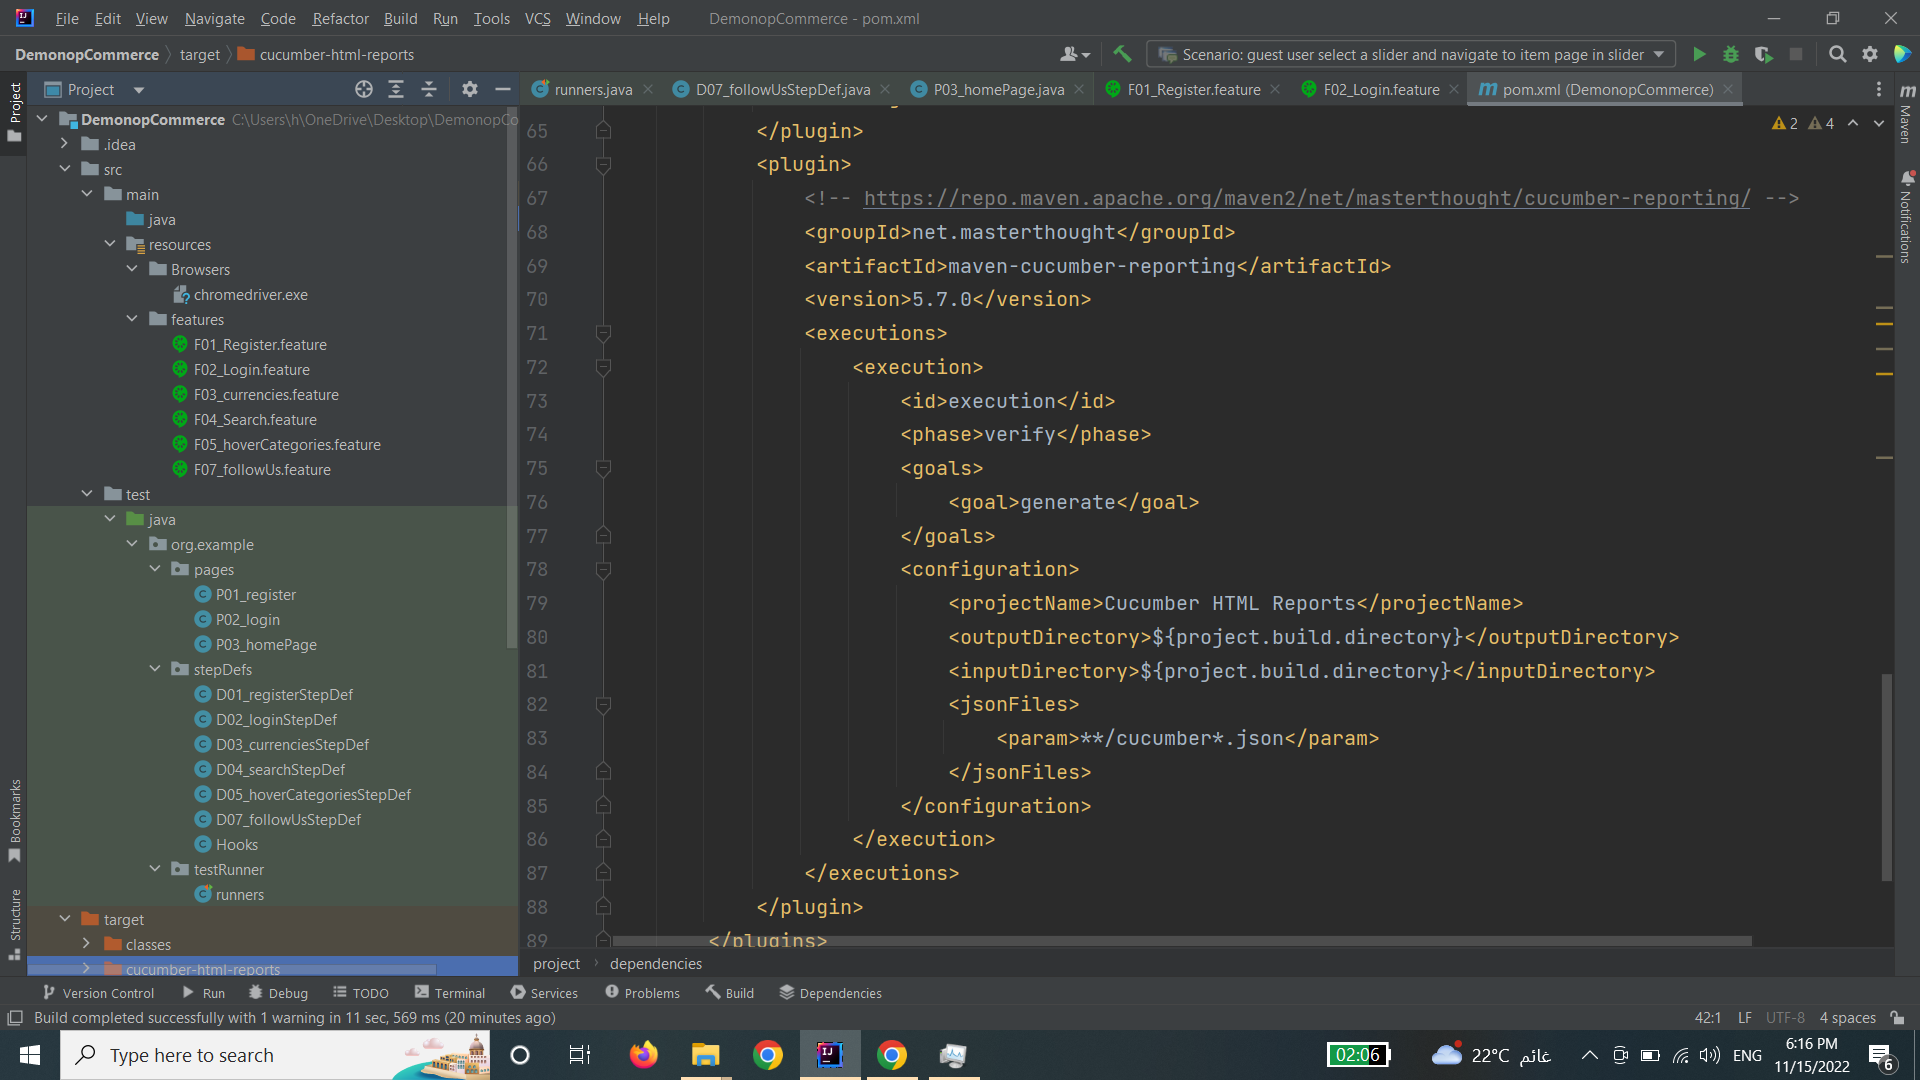 File Edit View Navigate Code Refactor Build Run Tools VCS Window Help DemonopCommerce - pom.xml
DemonopCommerce target cucumber-html-reports Scenario: guest user select a slider and navigate to item page in slider
Project
runners.java D07_followUsStepDef.java P03_homePage.java F01_Register.feature F02_Login.feature pom.xml (DemonopCommerce)
Project
Bookmarks
Structure
DemonopCommerce C:\Users\h\OneDrive\Desktop\DemonopCo
.idea
src
main
java
resources
Browsers
chromedriver.exe
features
F01_Register.feature
F02_Login.feature
F03_currencies.feature
F04_Search.feature
F05_hoverCategories.feature
F07_followUs.feature
test
java
org.example
pages
P01_register
P02_login
P03_homePage
stepDefs
D01_registerStepDef
D02_loginStepDef
D03_currenciesStepDef
D04_searchStepDef
D05_hoverCategoriesStepDef
D07_followUsStepDef
Hooks
testRunner
runners
target
classes
cucumber-html-reports
2 4
65 </plugin>
66 <plugin>
67 <!-- https://repo.maven.apache.org/maven2/net/masterthought/cucumber-reporting/ -->
68 <groupId>net.masterthought</groupId>
69 <artifactId>maven-cucumber-reporting</artifactId>
70 <version>5.7.0</version>
71 <executions>
72 <execution>
73 <id>execution</id>
74 <phase>verify</phase>
75 <goals>
76 <goal>generate</goal>
77 </goals>
78 <configuration>
79 <projectName>Cucumber HTML Reports</projectName>
80 <outputDirectory>${project.build.directory}</outputDirectory>
81 <inputDirectory>${project.build.directory}</inputDirectory>
82 <jsonFiles>
83 <param>**/cucumber*.json</param>
84 </jsonFiles>
85 </configuration>
86 </execution>
87 </executions>
88 </plugin>
89 </plugins>
Maven
Notifications
project dependencies
Version Control Run Debug TODO Terminal Services Problems Build Dependencies
Build completed successfully with 1 warning in 11 sec, 569 ms (20 minutes ago) 42:1 LF UTF-8 4 spaces
Type here to search
02:06
22°C غائم
ENG
6:16 PM
11/15/2022
6